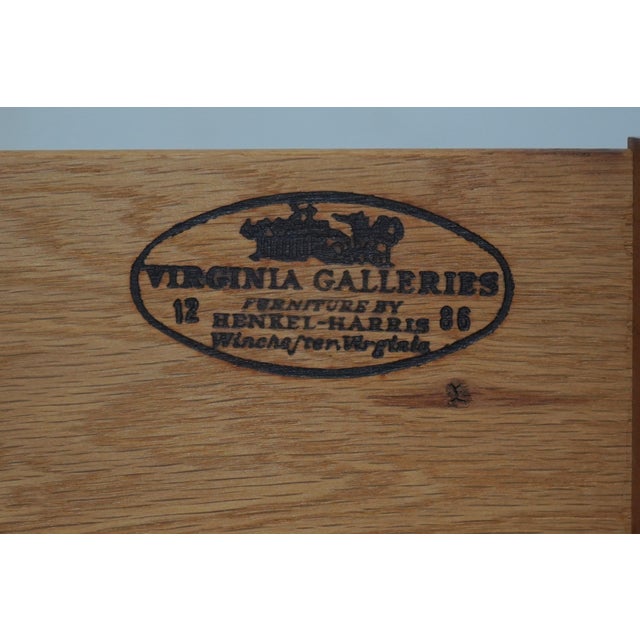 VIRGINIA GALLERIES
FURNITURE BY
12 HENKEL-HARRIS 86
Winchester, Virginia